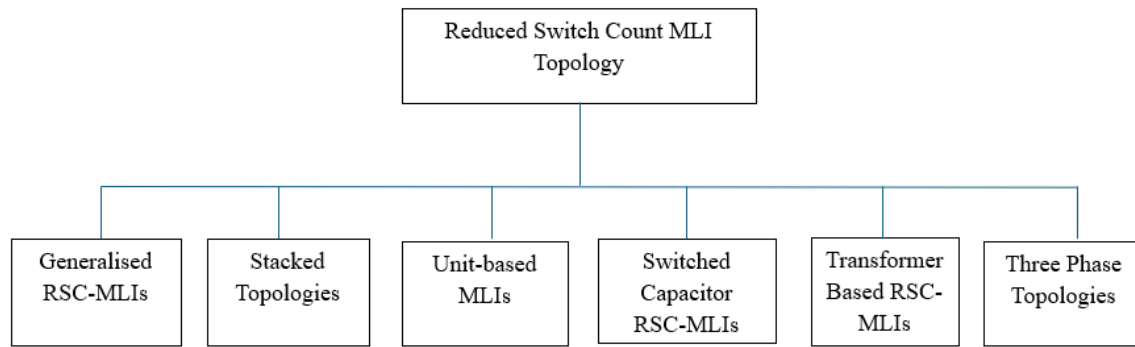 Reduced Switch Count MLI
Topology
Generalised
RSC-MLIs
Stacked
Topologies
Unit-based
MLIs
Switched
Capacitor
RSC-MLIs
Transformer
Based RSC-
MLIs
Three Phase
Topologies